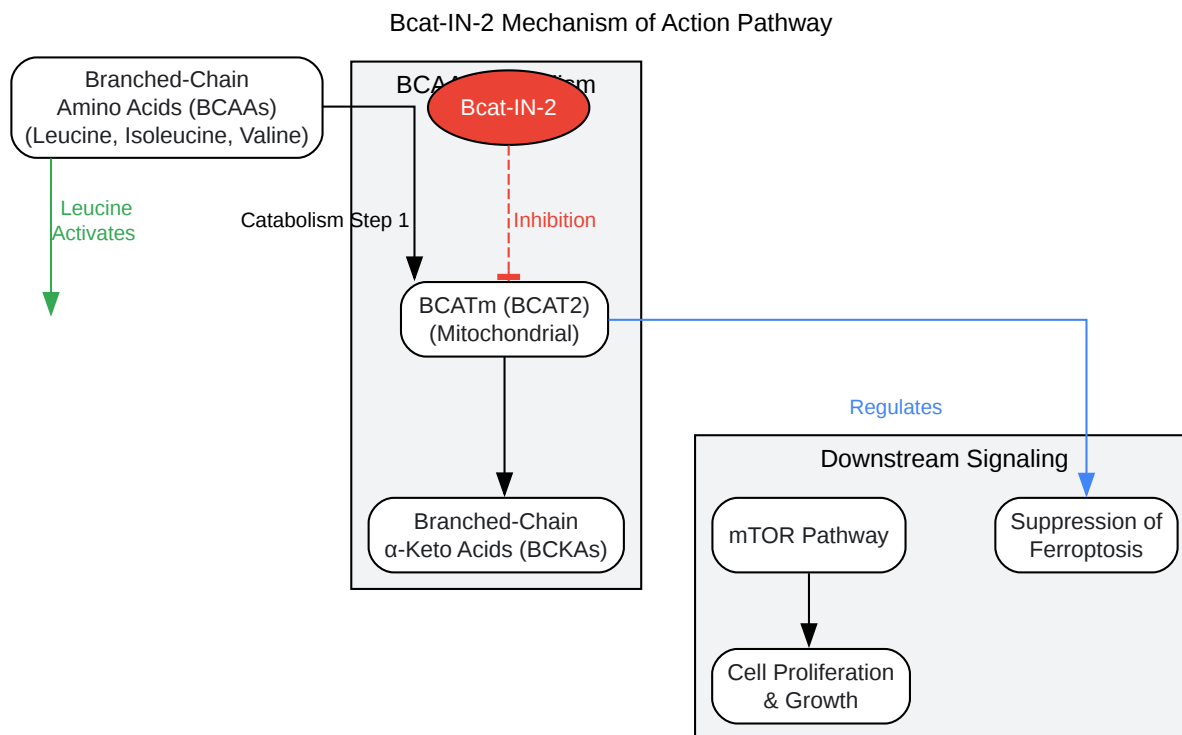 Bcat-IN-2 Mechanism of Action Pathway
Branched-Chain
Amino Acids (BCAAs)
(Leucine, Isoleucine, Valine)
Bcat-IN-2
Leucine
Activates
Catabolism Step 1
Inhibition
BCATm (BCAT2)
(Mitochondrial)
Regulates
Downstream Signaling
Branched-Chain
α-Keto Acids (BCKAs)
mTOR Pathway
Suppression of
Ferroptosis
Cell Proliferation
& Growth